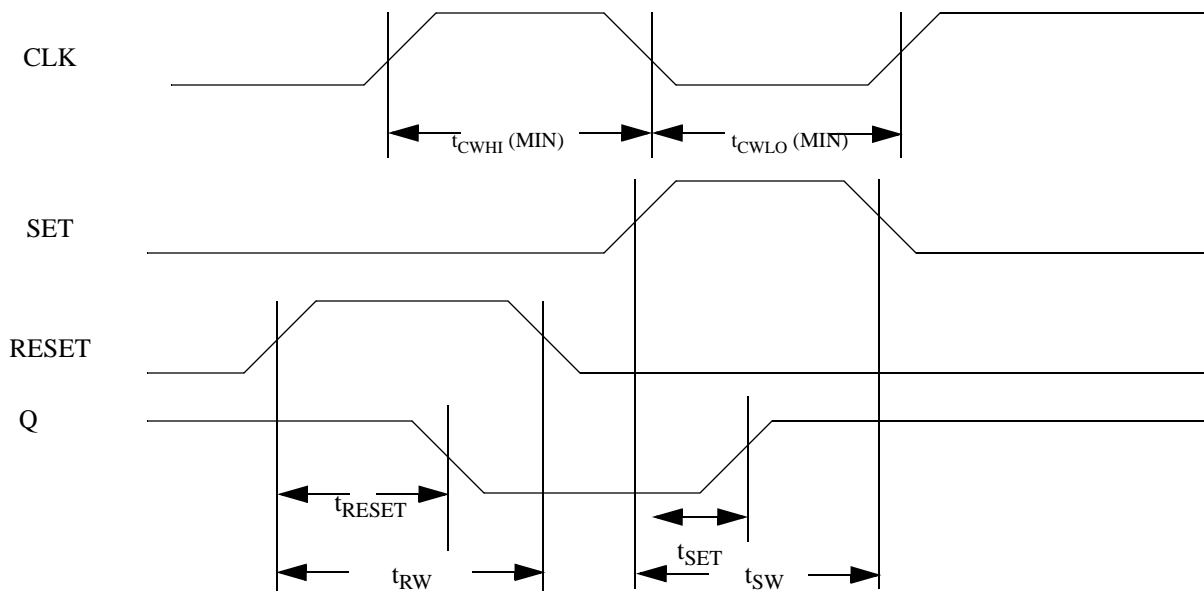 CLK
tCWHI (MIN)
tCWLO (MIN)
SET
RESET
Q
tRESET
tSET
tRW
tSW